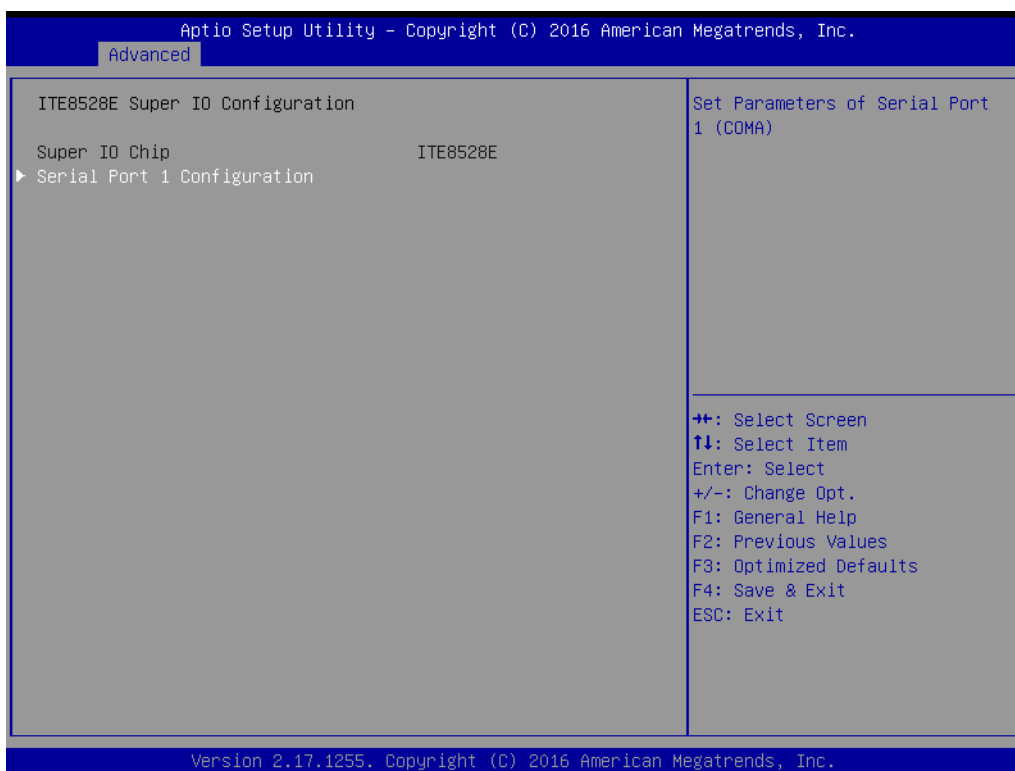 Aptio Setup Utility – Copyright (C) 2016 American Megatrends, Inc.
Advanced
ITE8528E Super IO Configuration
Super IO Chip ITE8528E
▶ Serial Port 1 Configuration
Set Parameters of Serial Port
1 (COMA)
→←: Select Screen
↑↓: Select Item
Enter: Select
+/-: Change Opt.
F1: General Help
F2: Previous Values
F3: Optimized Defaults
F4: Save & Exit
ESC: Exit
Version 2.17.1255. Copyright (C) 2016 American Megatrends, Inc.